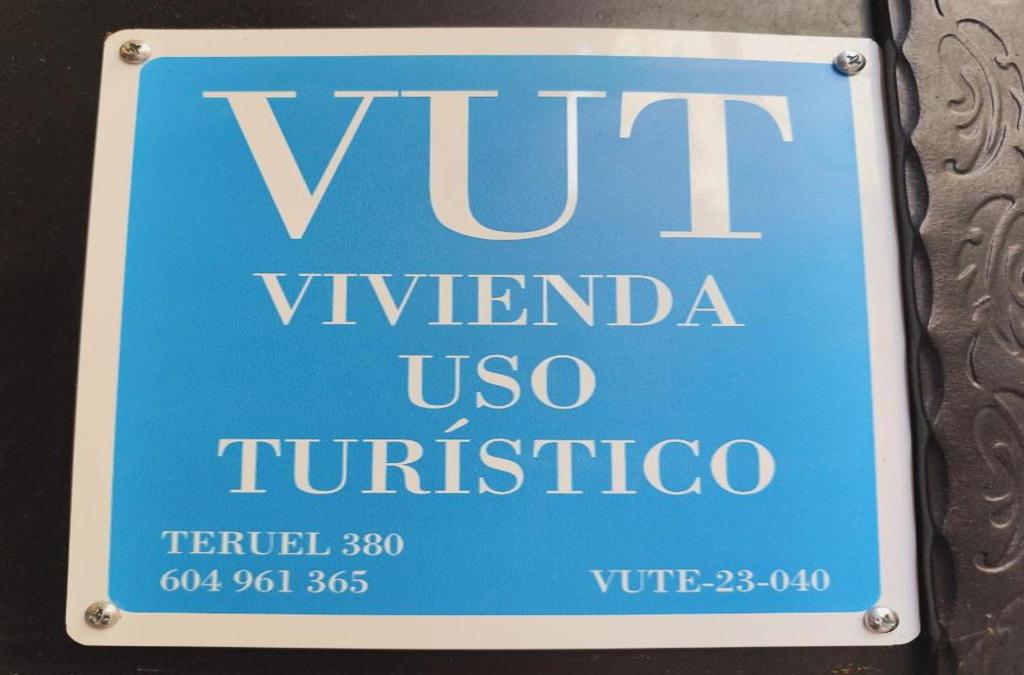 VUT
VIVIENDA
USO
TURÍSTICO
TERUEL 380
604 961 365
VUTE-23-040